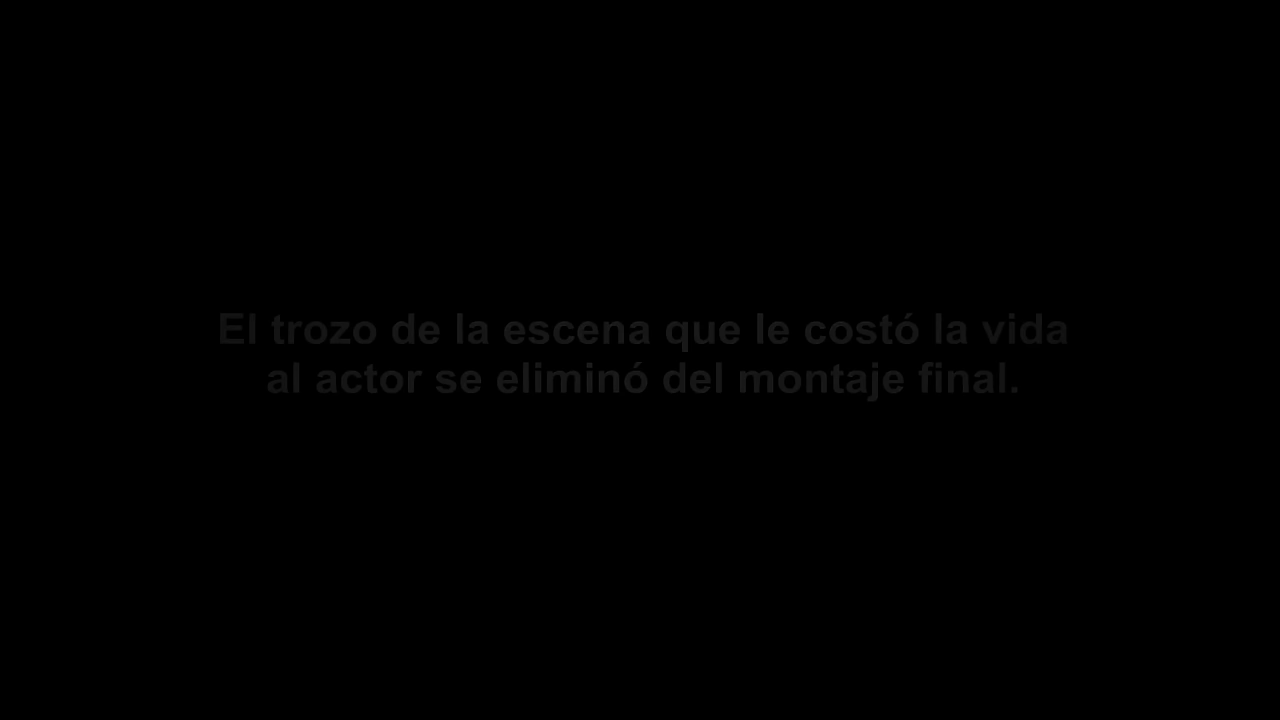 El trozo de la escena que le costó la vida
al actor se eliminó del montaje final.